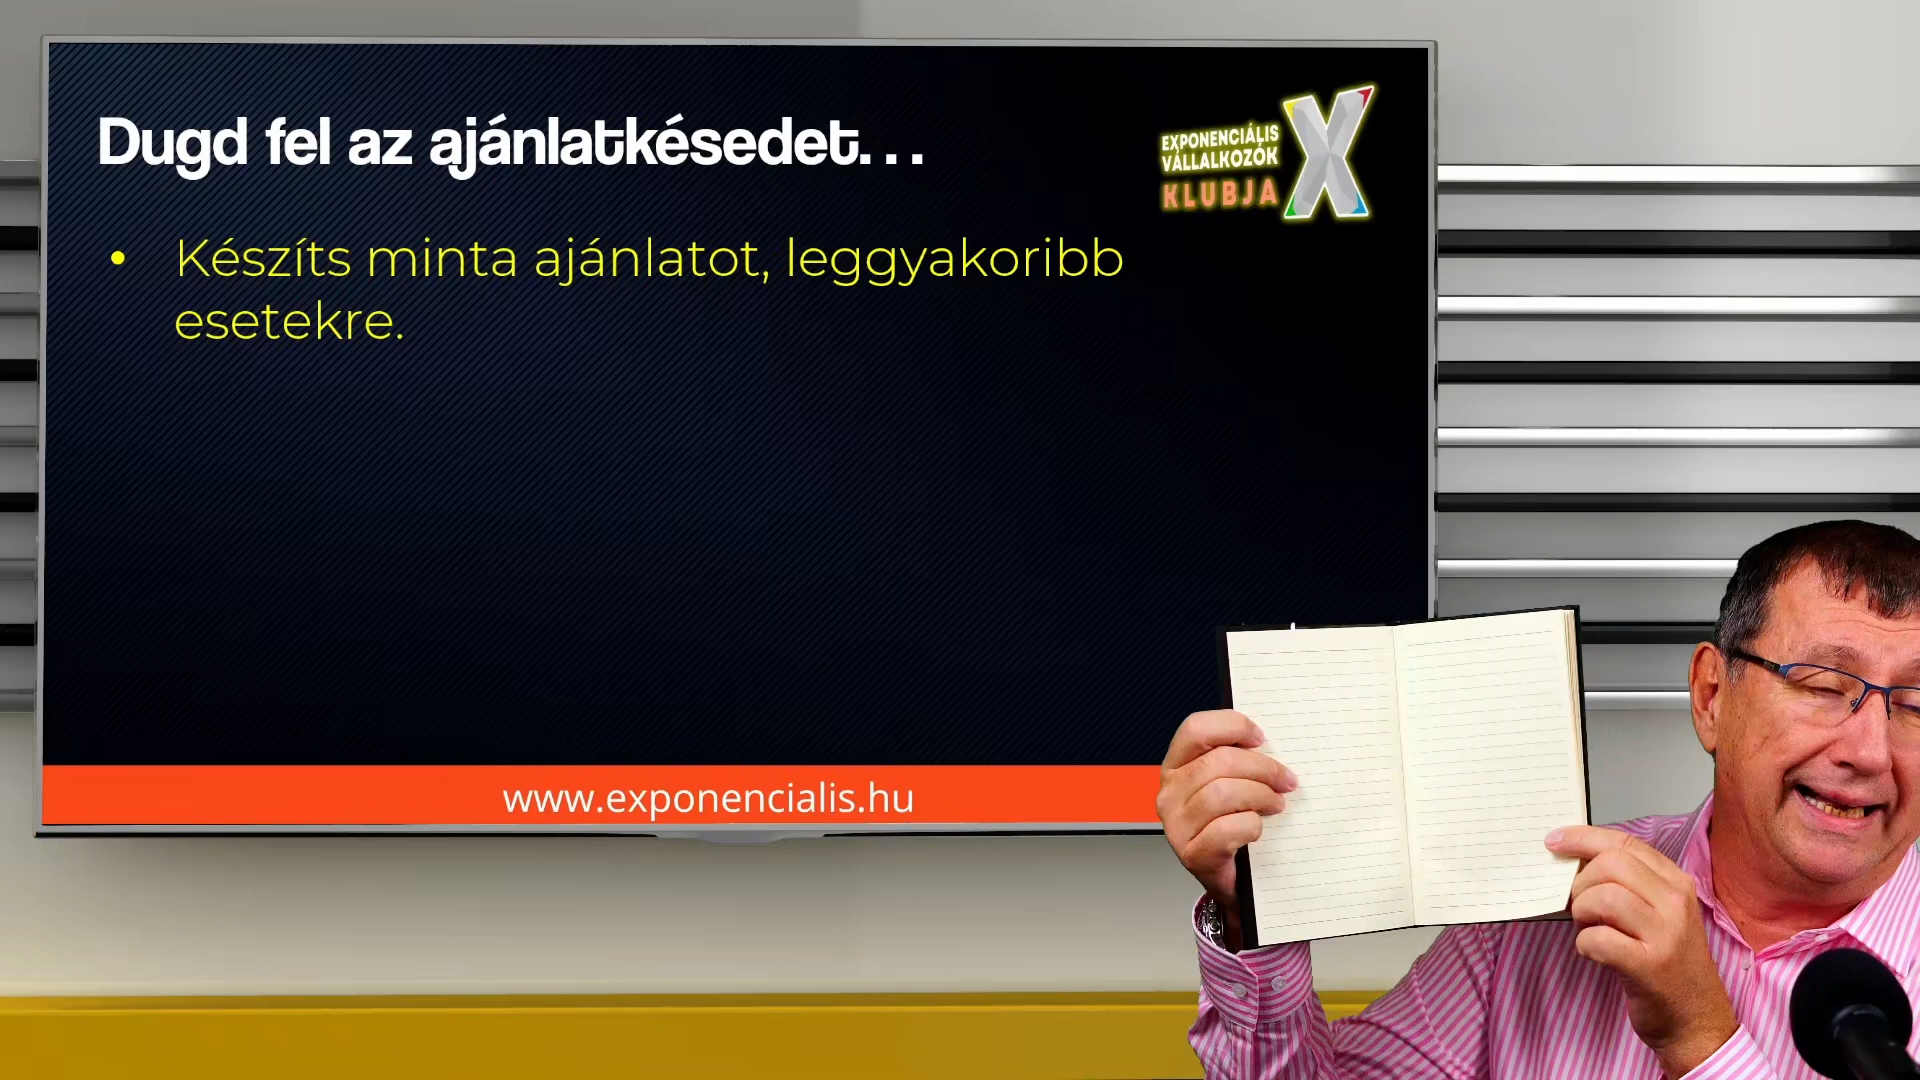 Dugd fel az ajánlatkésedet...
EXPONENCIÁLIS
VÁLLALKOZÓK
KLUBJA
X
• Készíts minta ajánlatot, leggyakoribb
esetekre.
www.exponencialis.hu